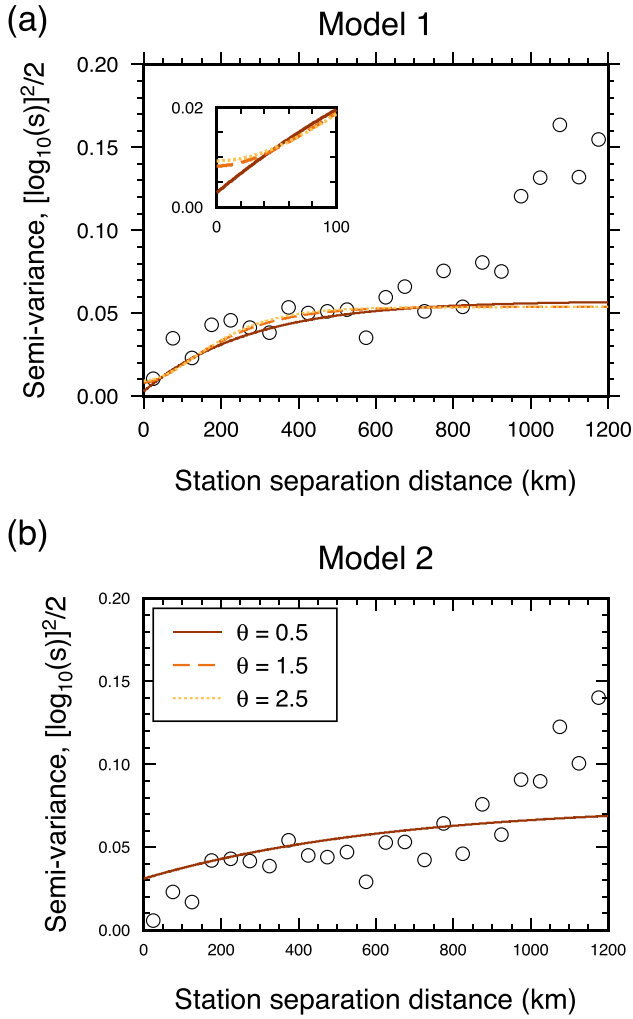 (a)
Model 1
Semi-variance, [log₁₀(s)]²/2
0.20
0.15
0.10
0.05
0.00
0.02
0.00
0 100
0 200 400 600 800 1000 1200
Station separation distance (km)
(b)
Model 2
Semi-variance, [log₁₀(s)]²/2
0.20
0.15
0.10
0.05
0.00
θ = 0.5
θ = 1.5
θ = 2.5
0 200 400 600 800 1000 1200
Station separation distance (km)